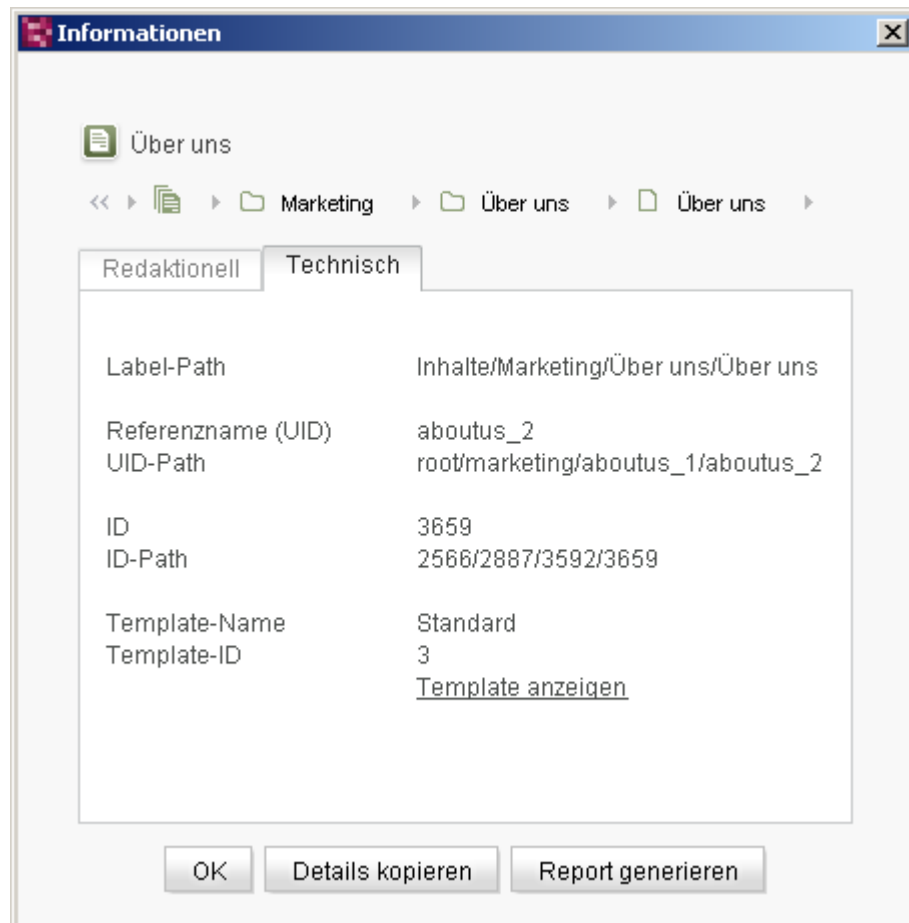 Informationen
Über uns
Marketing Über uns Über uns
Redaktionell Technisch
Label-Path Inhalte/Marketing/Über uns/Über uns
Referenzname (UID) aboutus_2
UID-Path root/marketing/aboutus_1/aboutus_2
ID 3659
ID-Path 2566/2887/3592/3659
Template-Name Standard
Template-ID 3
Template anzeigen
OK Details kopieren Report generieren